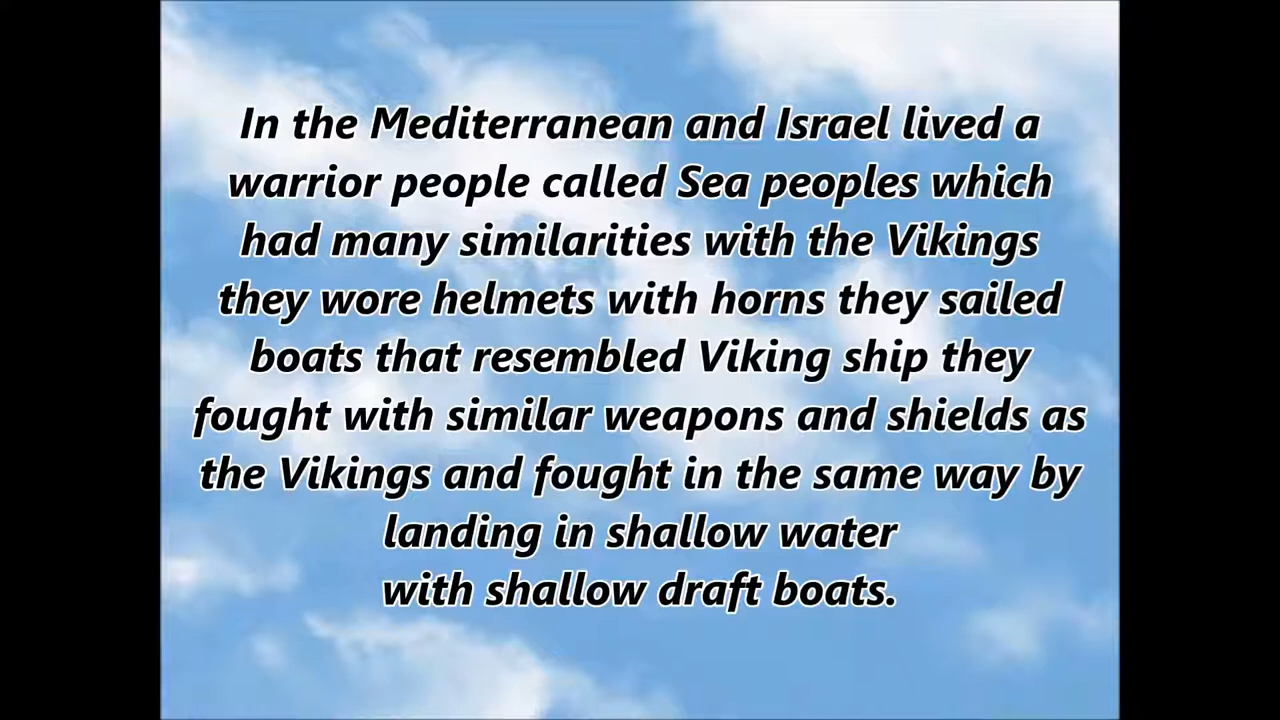 In the Mediterranean and Israel lived a
warrior people called Sea peoples which
had many similarities with the Vikings
they wore helmets with horns they sailed
boats that resembled Viking ship they
fought with similar weapons and shields as
the Vikings and fought in the same way by
landing in shallow water
with shallow draft boats.